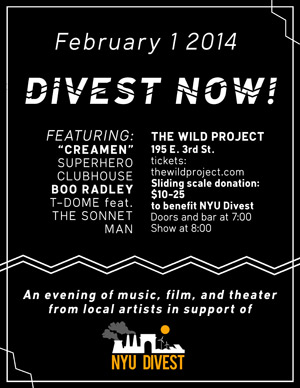 February 1 2014
DIVEST NOW!
FEATURING:
"CREAMEN"
SUPERHERO
CLUBHOUSE
BOO RADLEY
T-DOME feat.
THE SONNET
MAN
THE WILD PROJECT
195 E. 3rd St.
tickets:
thewildproject.com
Sliding scale donation:
$10-25
to benefit NYU Divest
Doors and bar at 7:00
Show at 8:00
An evening of music, film, and theater
from local artists in support of
NYU DIVEST